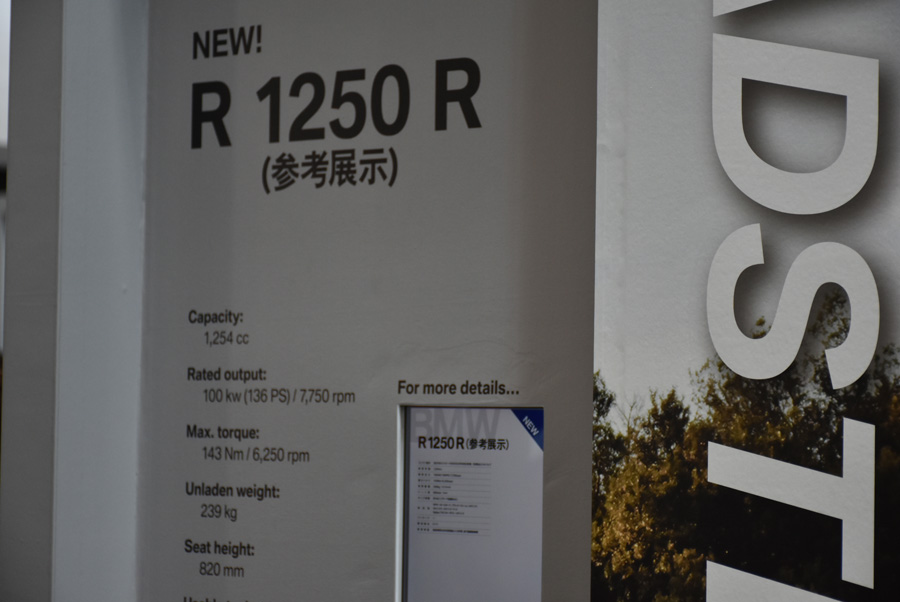 NEW!
R 1250 R
(参考展示)
Capacity:
1,254 cc
Rated output:
100 kw (136 PS) / 7,750 rpm
Max. torque:
143 Nm / 6,250 rpm
Unladen weight:
239 kg
Seat height:
820 mm
For more details...
BMW
NEW
R 1250 R (参考展示)
DST